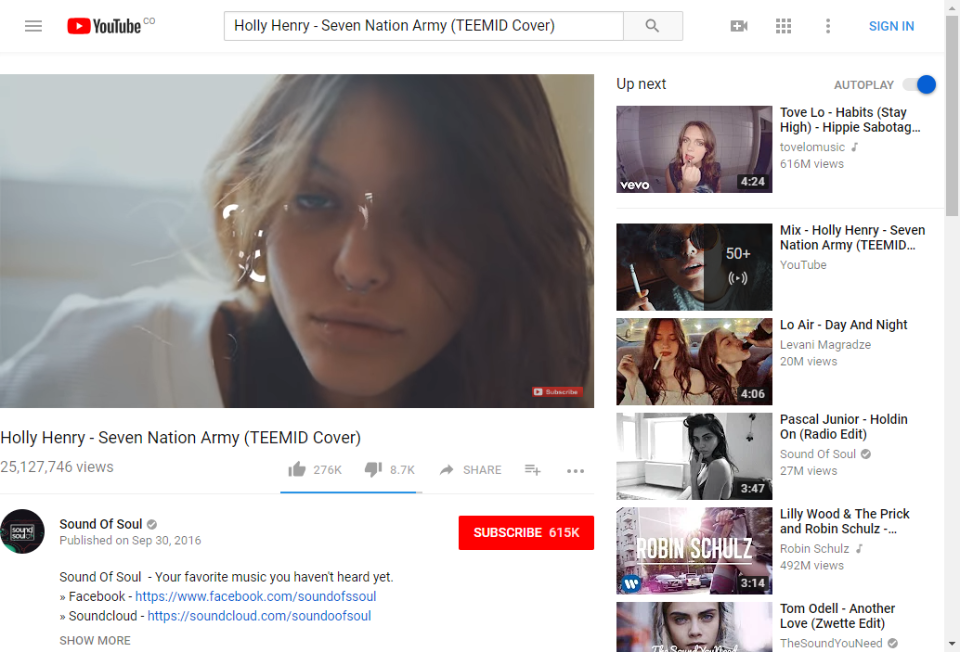 YouTube CO
Holly Henry - Seven Nation Army (TEEMID Cover)
SIGN IN
Subscribe
Holly Henry - Seven Nation Army (TEEMID Cover)
25,127,746 views
276K
8.7K
SHARE
Sound Of Soul
Published on Sep 30, 2016
SUBSCRIBE 615K
sound
soul
Sound Of Soul - Your favorite music you haven't heard yet.
» Facebook - https://www.facebook.com/soundofssoul
» Soundcloud - https://soundcloud.com/soundoofsoul
SHOW MORE
Up next
AUTOPLAY
vevo
4:24
Tove Lo - Habits (Stay
High) - Hippie Sabotag...
tovelomusic
616M views
50+
Mix - Holly Henry - Seven
Nation Army (TEEMID...
YouTube
4:06
Lo Air - Day And Night
Levani Magradze
20M views
3:47
Pascal Junior - Holdin
On (Radio Edit)
Sound Of Soul
27M views
ROBIN SCHULZ
3:14
Lilly Wood & The Prick
and Robin Schulz -...
Robin Schulz
492M views
TheSoundYouNeed
Tom Odell - Another
Love (Zwette Edit)
TheSoundYouNeed